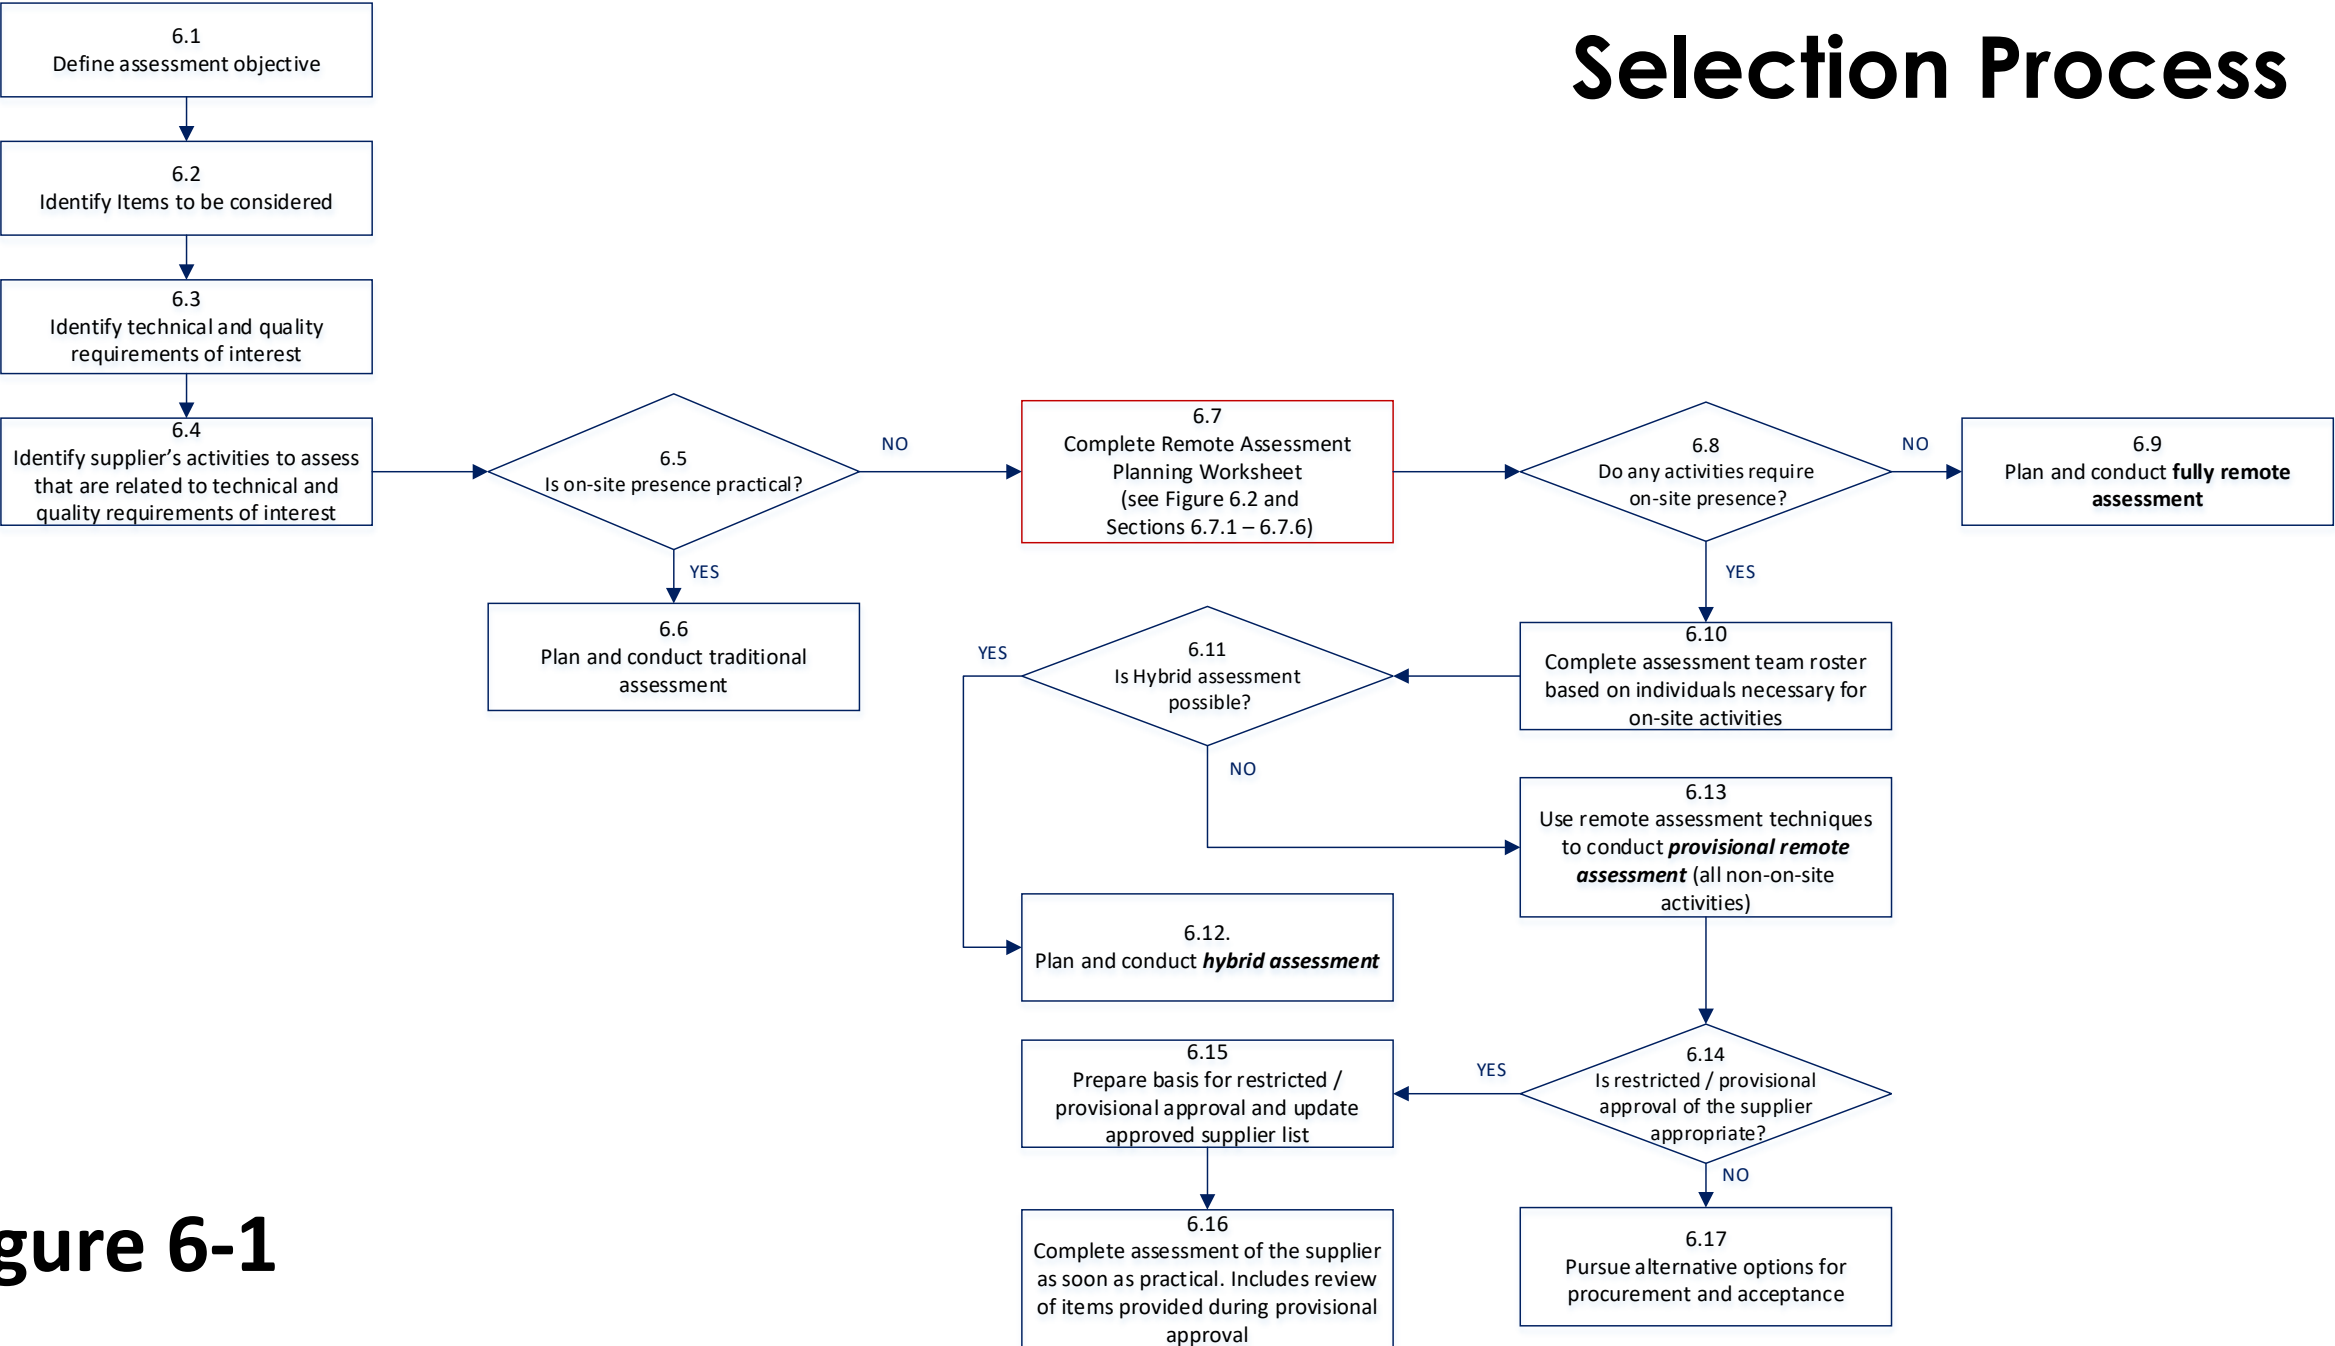 Selection Process
6.1
Define assessment objective
6.2
Identify Items to be considered
6.3
Identify technical and quality
requirements of interest
6.4
Identify supplier’s activities to assess
that are related to technical and
quality requirements of interest
6.5
Is on-site presence practical?
NO
YES
6.6
Plan and conduct traditional
assessment
6.7
Complete Remote Assessment
Planning Worksheet
(see Figure 6.2 and
Sections 6.7.1 – 6.7.6)
6.8
Do any activities require
on-site presence?
NO
YES
6.9
Plan and conduct fully remote
assessment
6.10
Complete assessment team roster
based on individuals necessary for
on-site activities
6.11
Is Hybrid assessment
possible?
YES
NO
6.12.
Plan and conduct hybrid assessment
6.13
Use remote assessment techniques
to conduct provisional remote
assessment (all non-on-site
activities)
6.14
Is restricted / provisional
approval of the supplier
appropriate?
YES
NO
6.15
Prepare basis for restricted /
provisional approval and update
approved supplier list
6.16
Complete assessment of the supplier
as soon as practical. Includes review
of items provided during provisional
approval
6.17
Pursue alternative options for
procurement and acceptance
gure 6-1